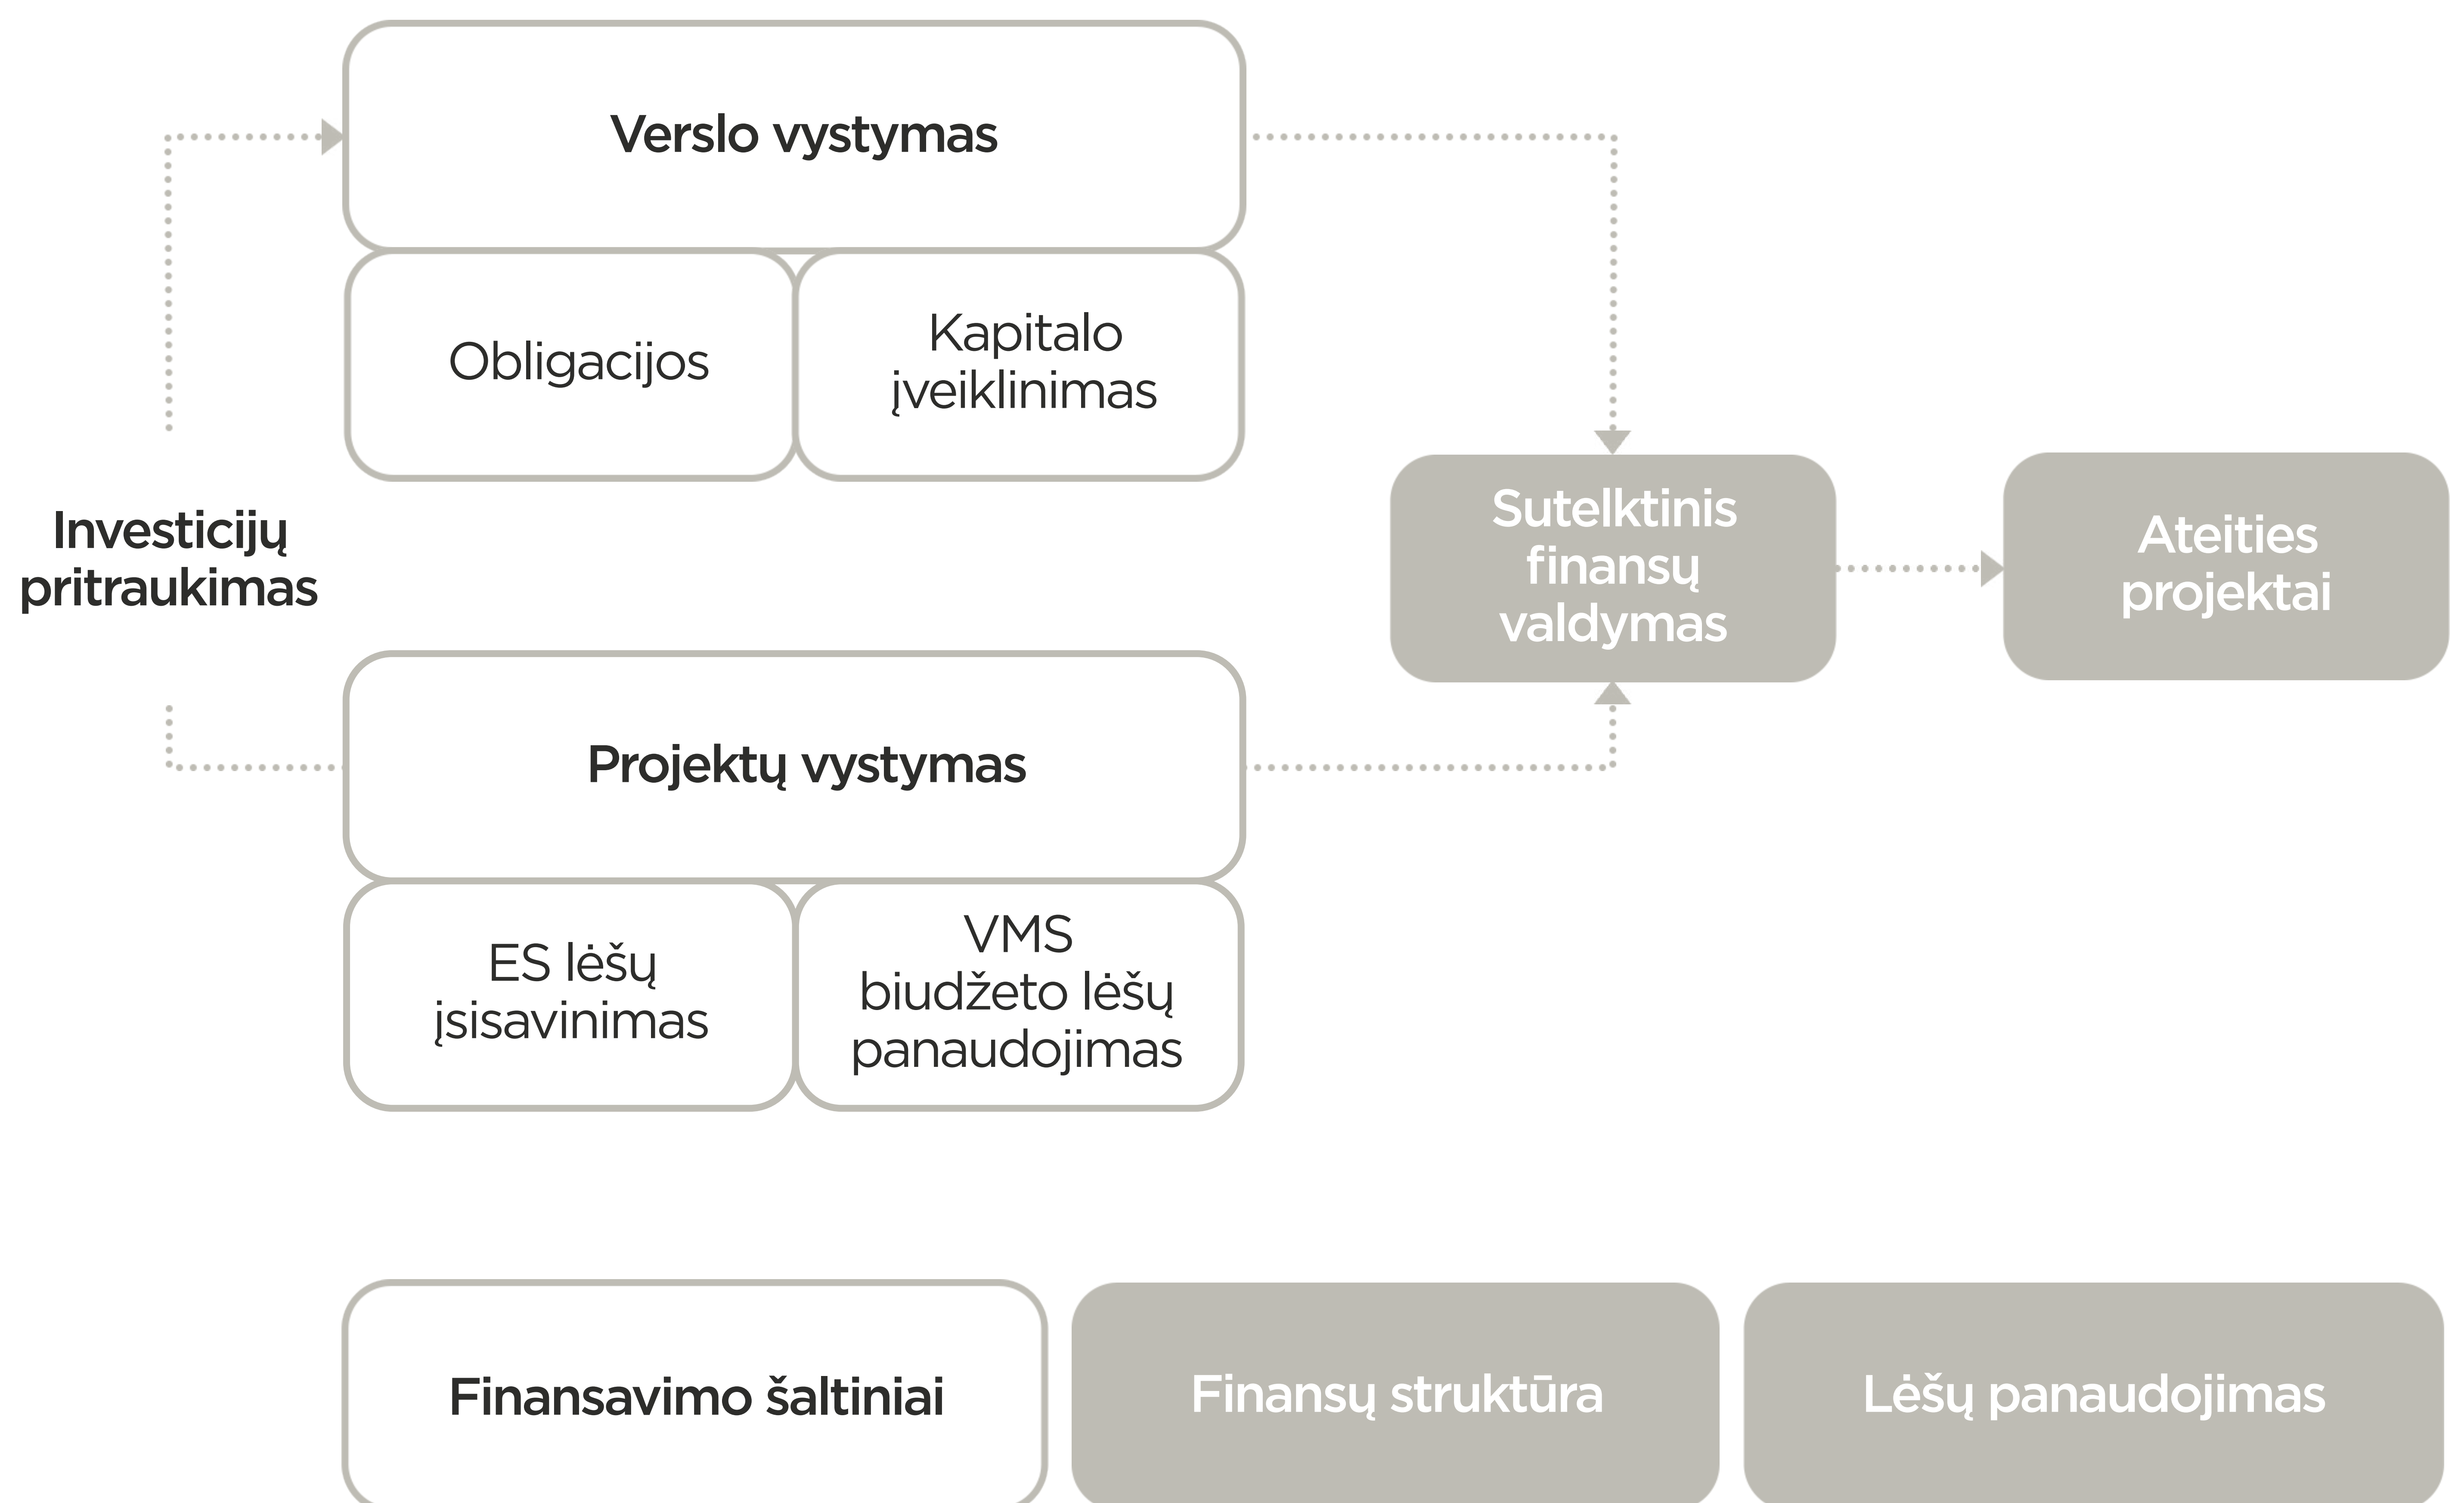 Verslo vystymas
Obligacijos
Kapitalo
įveiklinimas
Investicijų
pritraukimas
Sutelktinis
finansų
valdymas
Ateities
projektai
Projektų vystymas
ES lėšų
įsisavinimas
VMS
biudžeto lėšų
panaudojimas
Finansavimo šaltiniai
Finansų struktūra
Lėšų panaudojimas